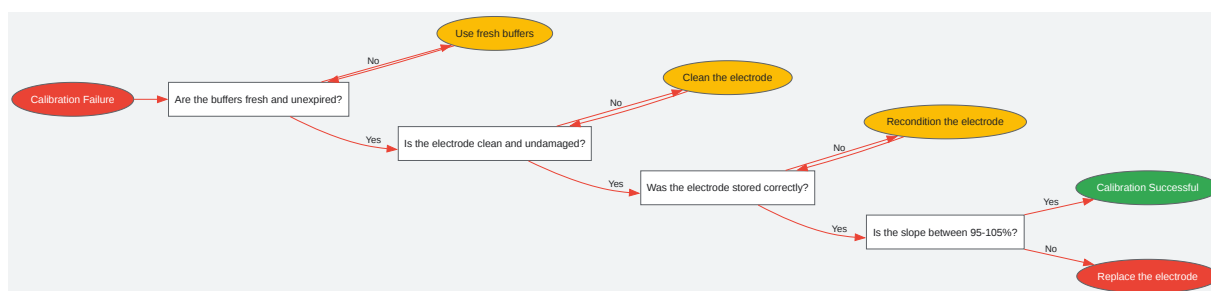 Calibration Failure
Are the buffers fresh and unexpired?
No
Use fresh buffers
Yes
Is the electrode clean and undamaged?
No
Clean the electrode
Yes
Was the electrode stored correctly?
No
Recondition the electrode
Yes
Is the slope between 95-105%?
Yes
Calibration Successful
No
Replace the electrode